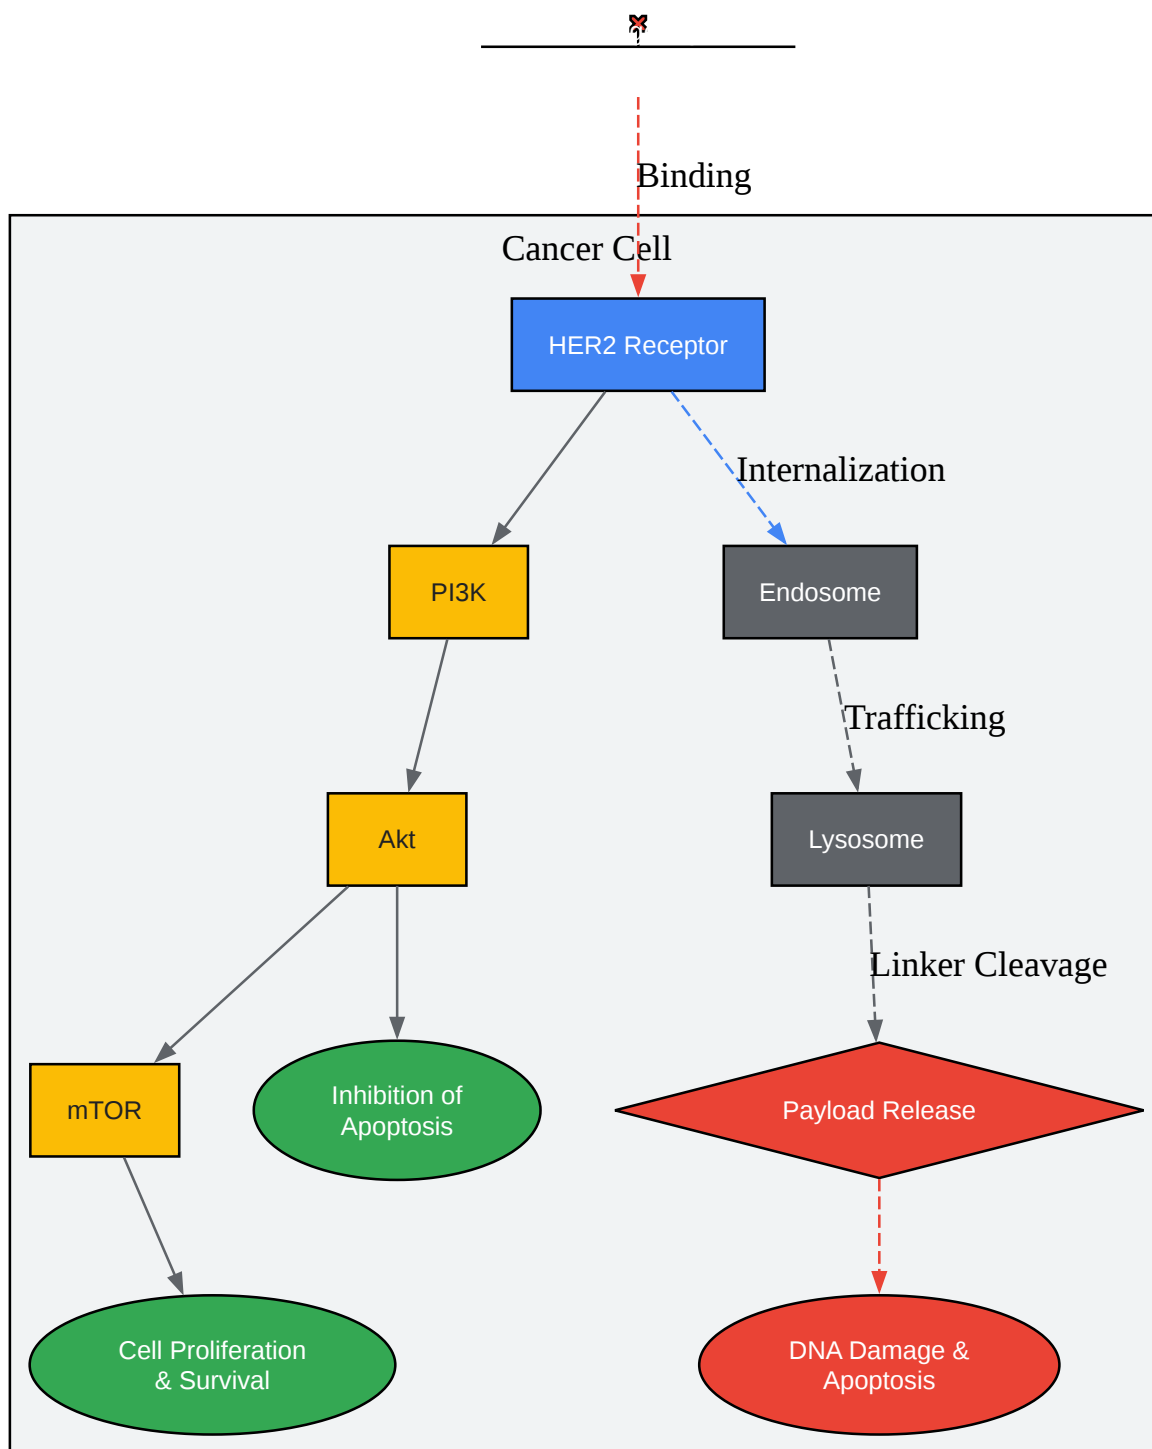 Binding
Cancer Cell
HER2 Receptor
Internalization
PI3K
Endosome
Trafficking
Akt
Lysosome
Linker Cleavage
mTOR
Inhibition of
Apoptosis
Payload Release
Cell Proliferation
& Survival
DNA Damage &
Apoptosis